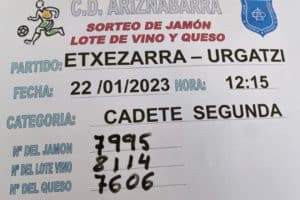 C.D. ARIZNABARRA
SORTEO DE JAMÓN
LOTE DE VINO Y QUESO
PARTIDO: ETXEZARRA – URGATZI
FECHA: 22 /01/2023 HORA: 12:15
CATEGORIA: CADETE SEGUNDA
Nº DEL JAMON 7995
Nº DEL LOTE VINO 8114
Nº DEL QUESO 7606